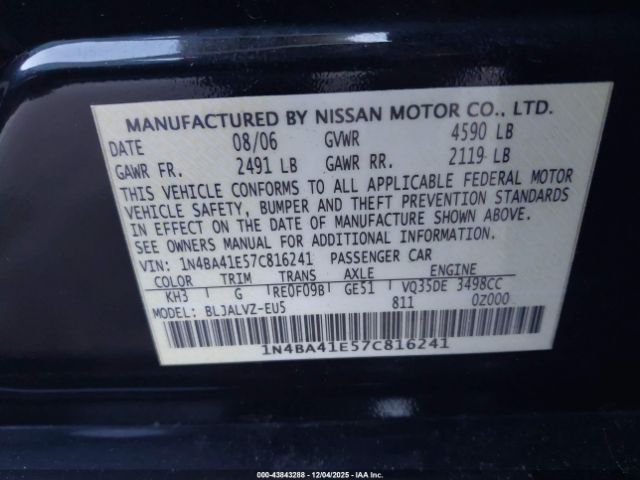 MANUFACTURED BY NISSAN MOTOR CO., LTD.
DATE 08/06 GVWR 4590 LB
GAWR FR. 2491 LB GAWR RR. 2119 LB
THIS VEHICLE CONFORMS TO ALL APPLICABLE FEDERAL MOTOR
VEHICLE SAFETY, BUMPER AND THEFT PREVENTION STANDARDS
IN EFFECT ON THE DATE OF MANUFACTURE SHOWN ABOVE.
SEE OWNERS MANUAL FOR ADDITIONAL INFORMATION.
VIN: 1N4BA41E57C816241 PASSENGER CAR
COLOR TRIM TRANS AXLE ENGINE
KH3 G RE0F09B GE51 VQ35DE 3498CC
MODEL: BLJALVZ-EU5 811 0Z000
1N4BA41E57C816241
000-43843288 - 12/04/2025 - IAA Inc.